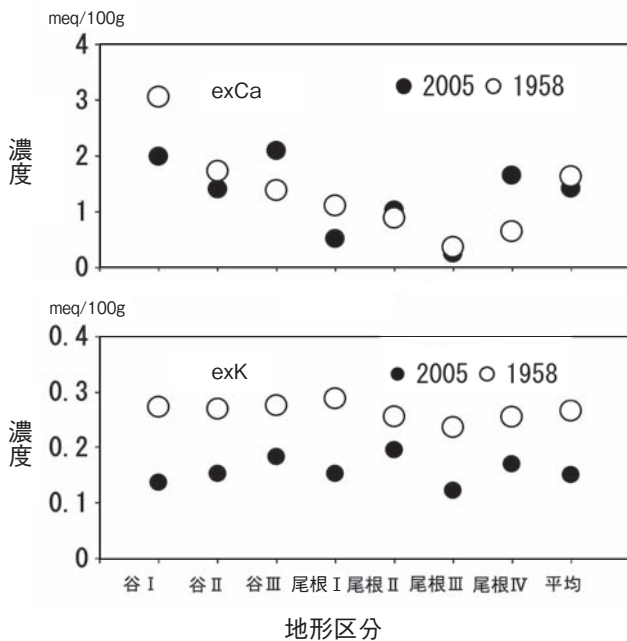 meq/100g
4
3
2
1
0
濃度
exCa
● 2005 ○ 1958
meq/100g
0.4
0.3
0.2
0.1
0
濃度
exK
● 2005 ○ 1958
谷Ⅰ 谷Ⅱ 谷Ⅲ 尾根Ⅰ 尾根Ⅱ 尾根Ⅲ 尾根Ⅳ 平均
地形区分